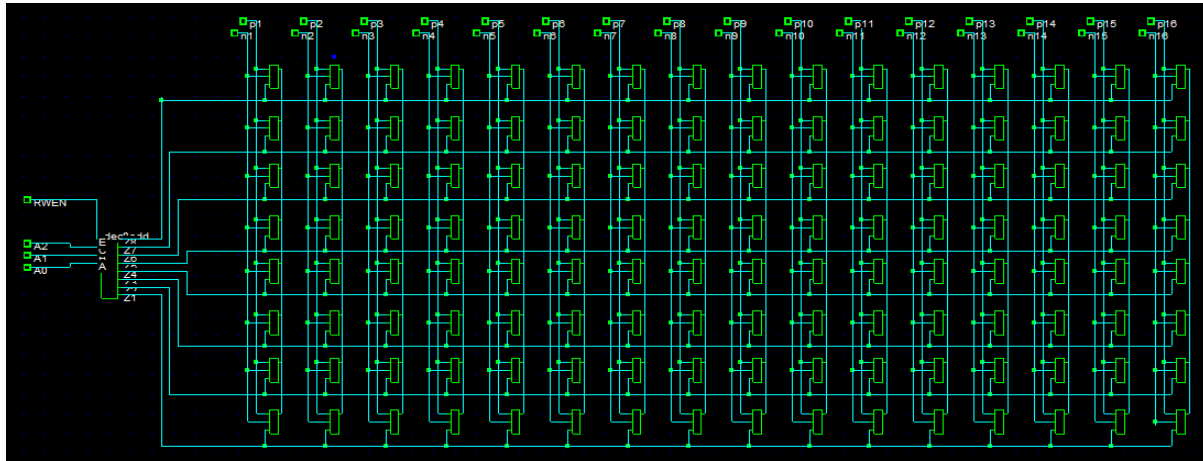 p1 p2 p3 p4 p5 p6 p7 p8 p9 p10 p11 p12 p13 p14 p15 p16
n1 n2 n3 n4 n5 n6 n7 n8 n9 n10 n11 n12 n13 n14 n15 n16
RWEN
E Z8
A2 Z7
A1 Z6
A0 A
Z4
Z1